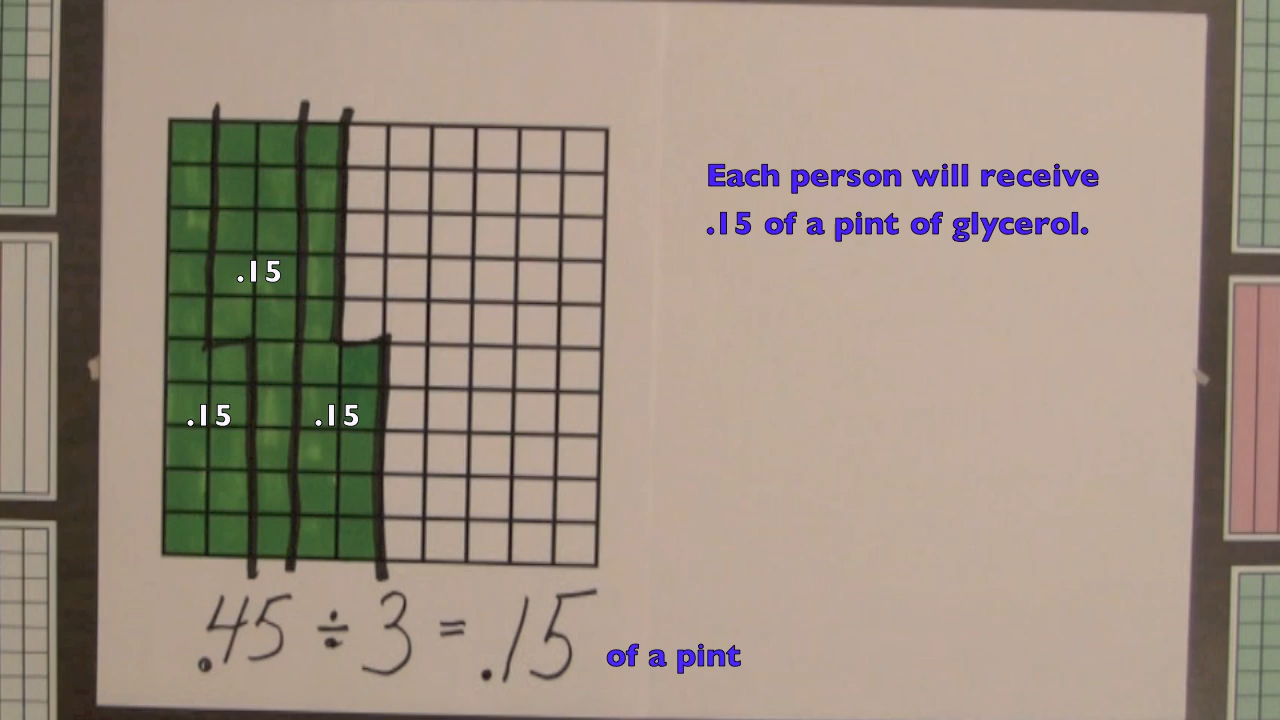 Each person will receive
.15 of a pint of glycerol.
.15
.15
.15
.45 ÷ 3 = .15 of a pint